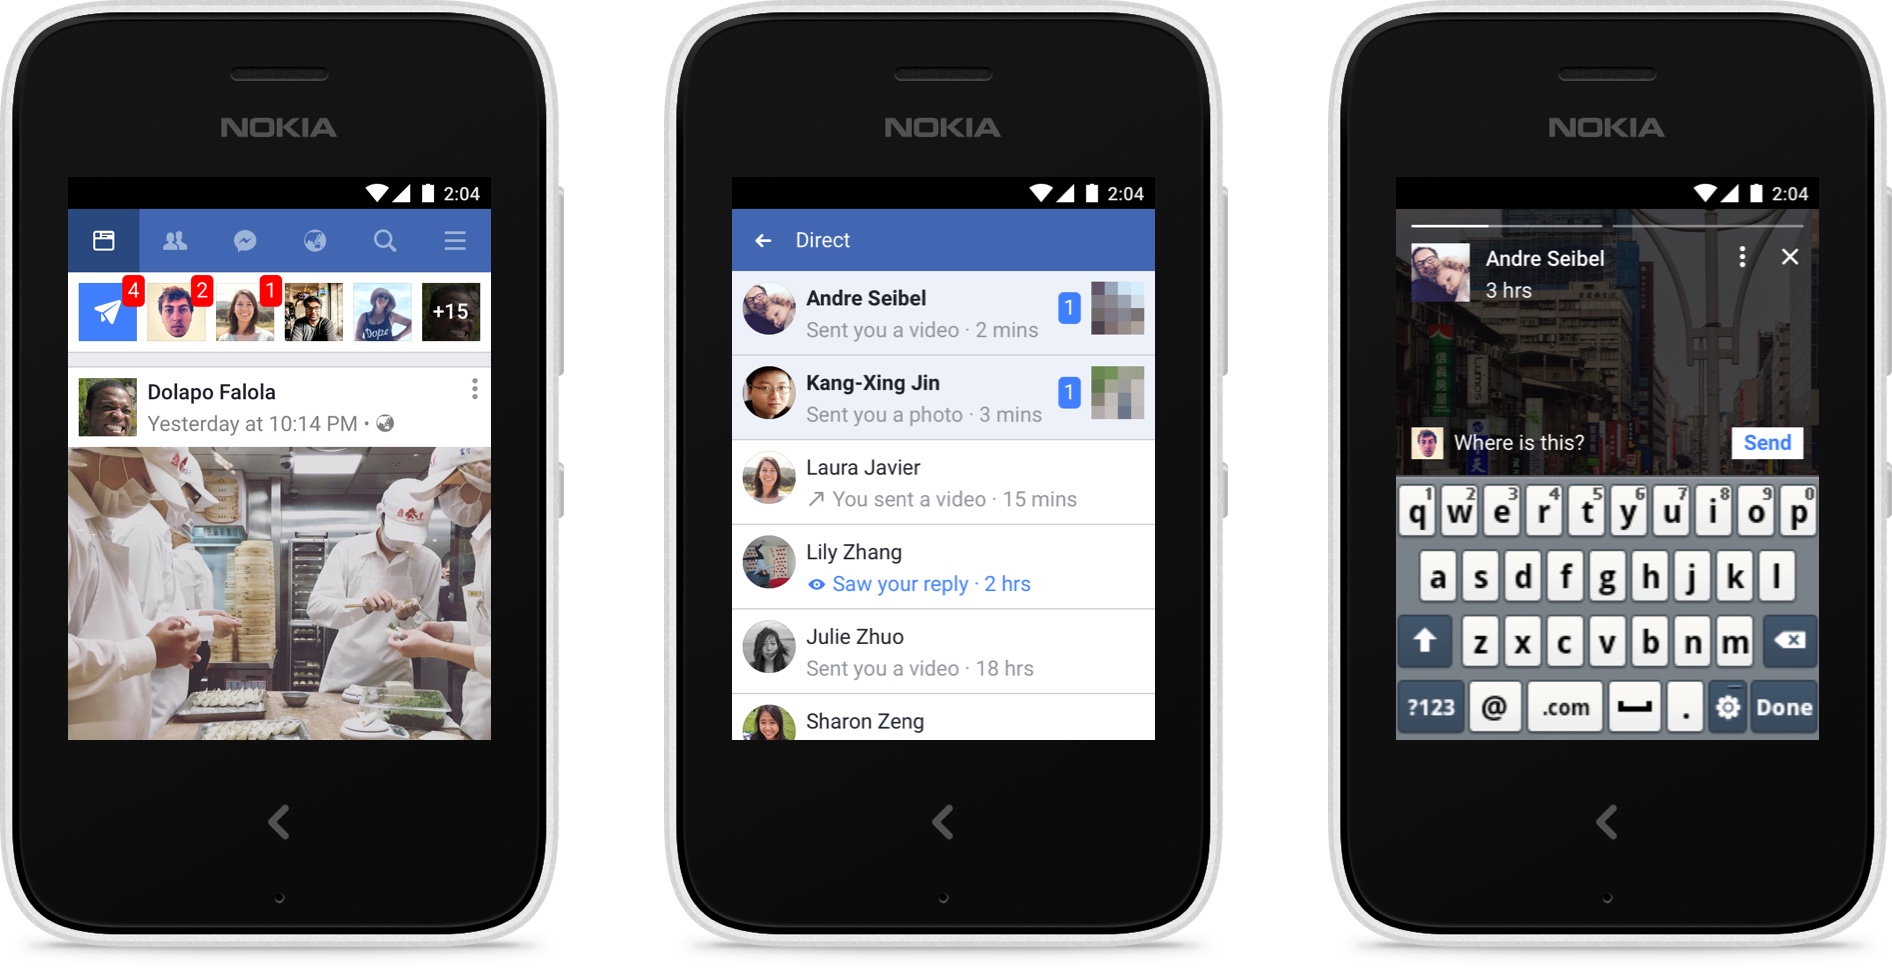 NOKIA
2:04
4
2
1
+15
Dolapo Falola
Yesterday at 10:14 PM ·
NOKIA
2:04
Direct
Andre Seibel
Sent you a video · 2 mins
1
Kang-Xing Jin
Sent you a photo · 3 mins
1
Laura Javier
You sent a video · 15 mins
Lily Zhang
Saw your reply · 2 hrs
Julie Zhuo
Sent you a video · 18 hrs
Sharon Zeng
NOKIA
2:04
Andre Seibel
3 hrs
信義房屋
Where is this?
Send
1 2 3 4 5 6 7 8 9 0
q w e r t y u i o p
a s d f g h j k l
z x c v b n m
?123 @ .com . Done